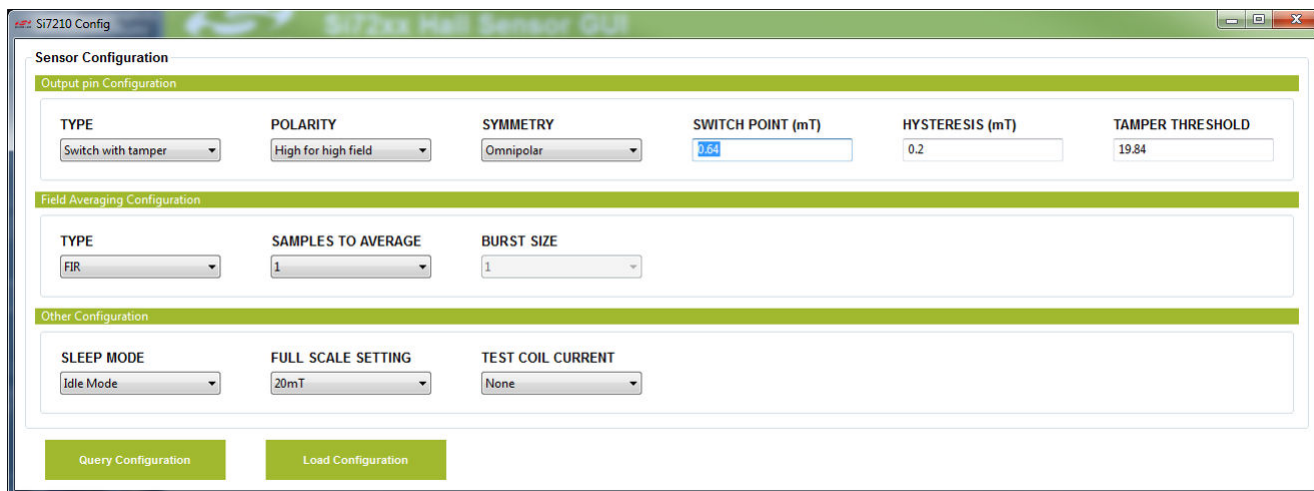 Si7210 Config
Si72xx Hall Sensor GUI
Sensor Configuration
Output pin Configuration
TYPE POLARITY SYMMETRY SWITCH POINT (mT) HYSTERESIS (mT) TAMPER THRESHOLD
Switch with tamper High for high field Omnipolar 0.64 0.2 19.84
Field Averaging Configuration
TYPE SAMPLES TO AVERAGE BURST SIZE
FIR 1 1
Other Configuration
SLEEP MODE FULL SCALE SETTING TEST COIL CURRENT
Idle Mode 20mT None
Query Configuration Load Configuration